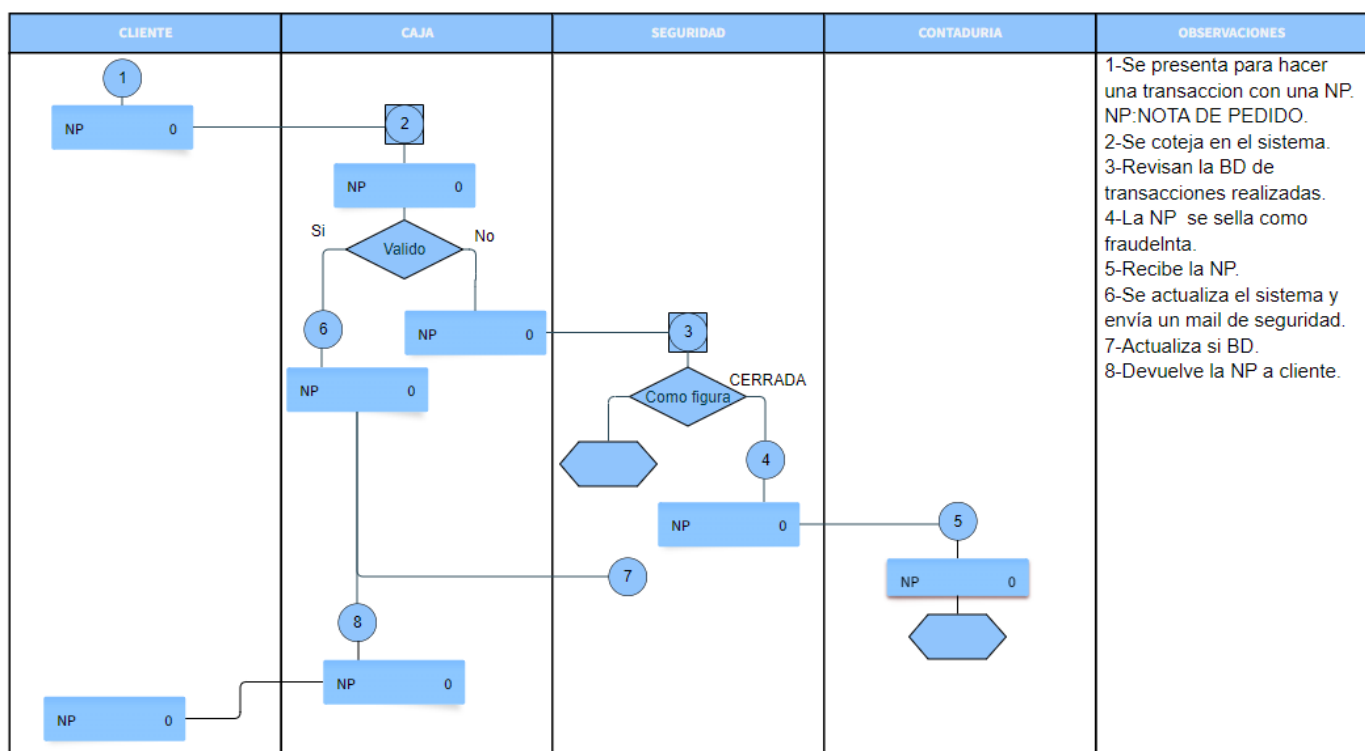 CLIENTE
CAJA
SEGURIDAD
CONTADURIA
OBSERVACIONES
1
NP 0
2
NP 0
Valido
Si
No
6
NP 0
NP 0
3
Como figura
CERRADA
4
NP 0
5
NP 0
7
8
NP 0
NP 0
1-Se presenta para hacer
una transaccion con una NP.
NP:NOTA DE PEDIDO.
2-Se coteja en el sistema.
3-Revisan la BD de
transacciones realizadas.
4-La NP se sella como
fraudelnta.
5-Recibe la NP.
6-Se actualiza el sistema y
envía un mail de seguridad.
7-Actualiza si BD.
8-Devuelve la NP a cliente.